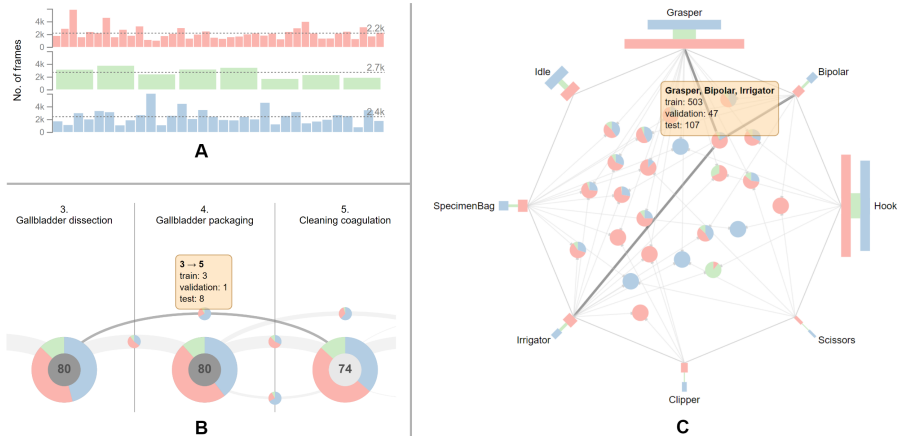 No. of frames
4k
2k
0
2.2k
4k
2k
0
2.7k
4k
2k
0
2.4k
A
3.
Gallbladder dissection
4.
Gallbladder packaging
5.
Cleaning coagulation
3 → 5
train: 3
validation: 1
test: 8
80
80
74
B
Grasper
Idle
Bipolar
Grasper, Bipolar, Irrigator
train: 503
validation: 47
test: 107
SpecimenBag
Hook
Irrigator
Scissors
Clipper
C